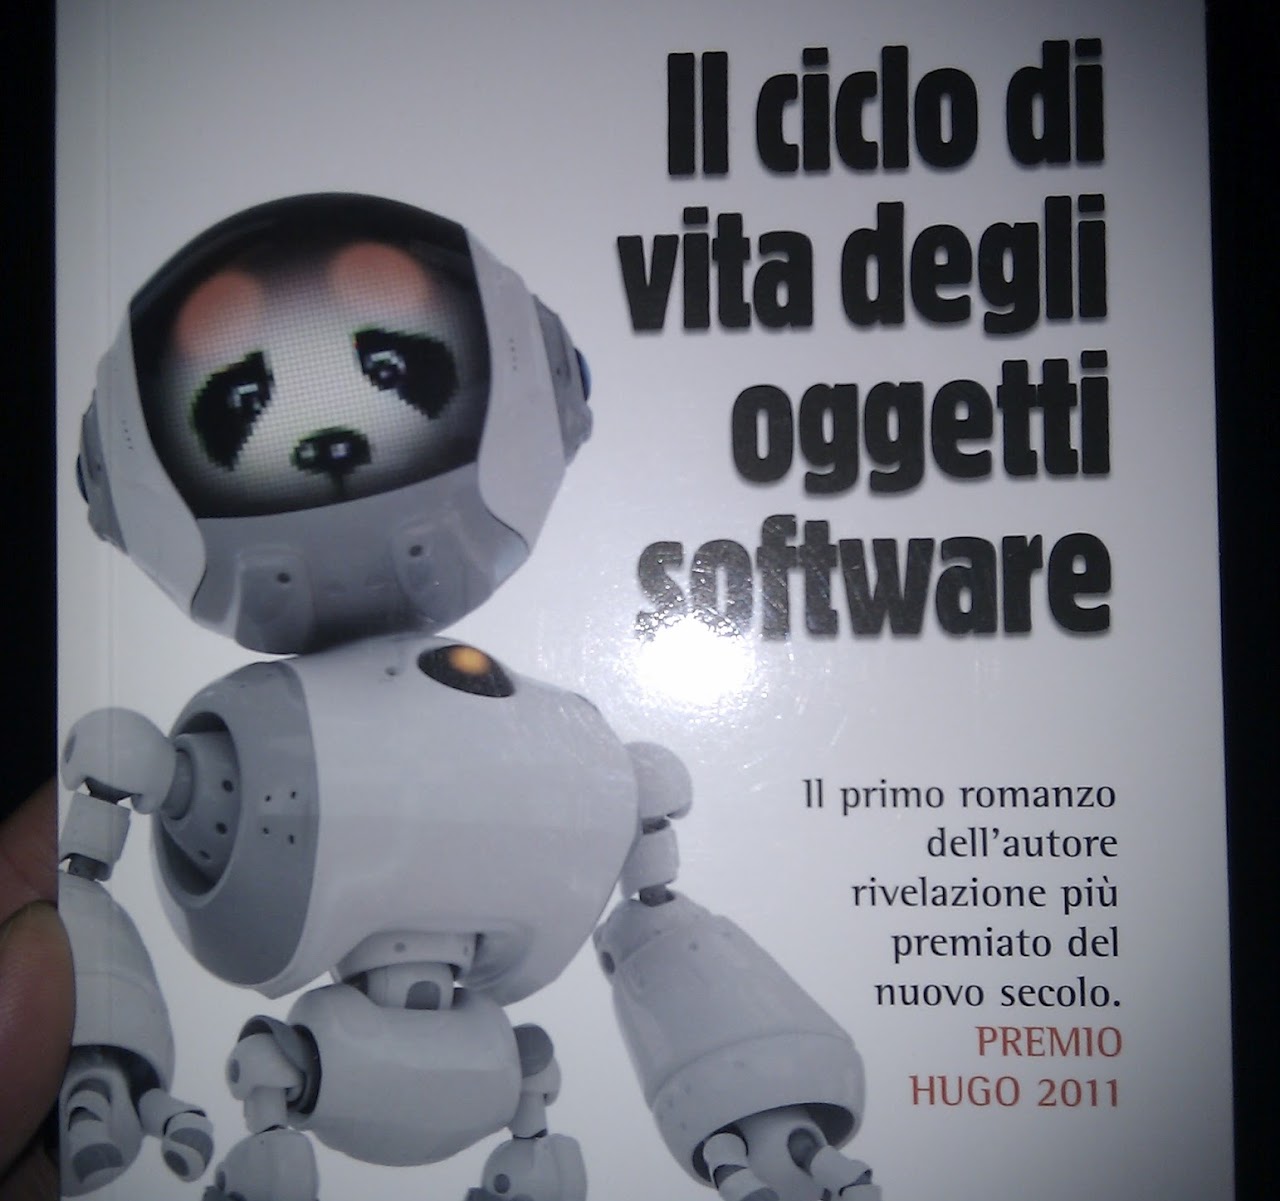 Il ciclo di
vita degli
oggetti
software
Il primo romanzo
dell'autore
rivelazione più
premiato del
nuovo secolo.
PREMIO
HUGO 2011